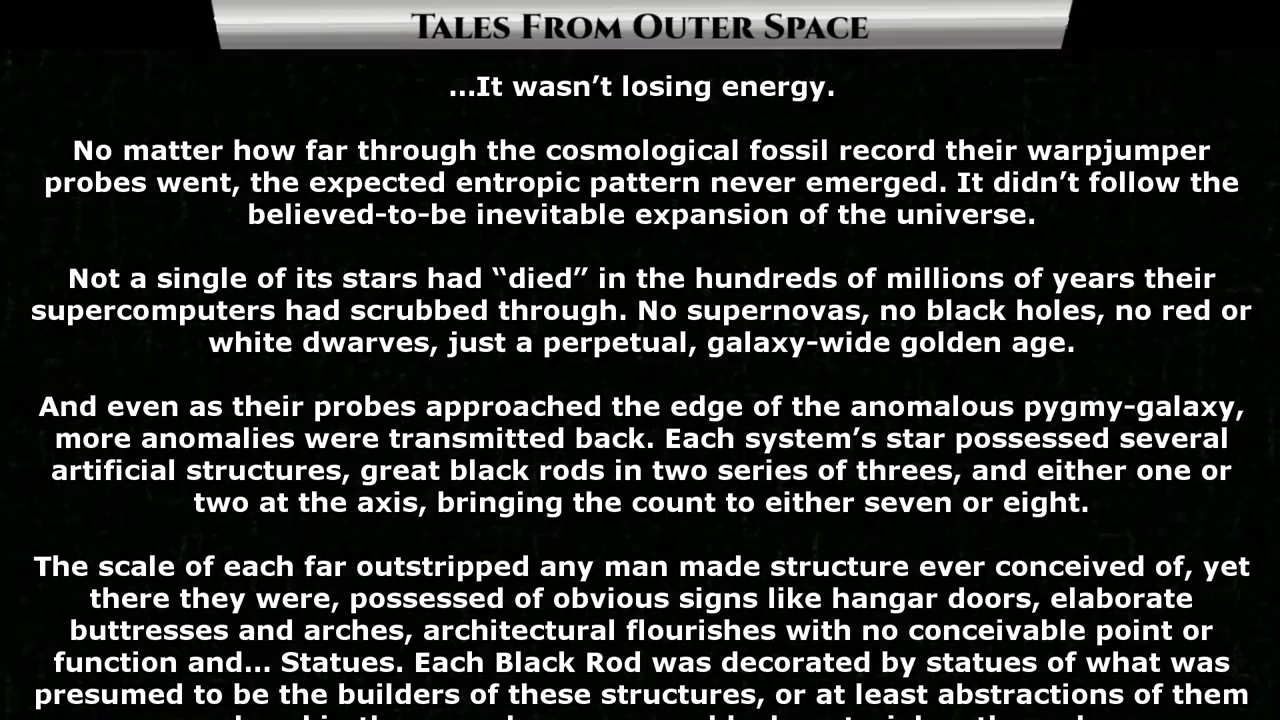 Tales From Outer Space
...It wasn't losing energy.
No matter how far through the cosmological fossil record their warpjumper
probes went, the expected entropic pattern never emerged. It didn't follow the
believed-to-be inevitable expansion of the universe.
Not a single of its stars had “died” in the hundreds of millions of years their
supercomputers had scrubbed through. No supernovas, no black holes, no red or
white dwarves, just a perpetual, galaxy-wide golden age.
And even as their probes approached the edge of the anomalous pygmy-galaxy,
more anomalies were transmitted back. Each system's star possessed several
artificial structures, great black rods in two series of threes, and either one or
two at the axis, bringing the count to either seven or eight.
The scale of each far outstripped any man made structure ever conceived of, yet
there they were, possessed of obvious signs like hangar doors, elaborate
buttresses and arches, architectural flourishes with no conceivable point or
function and... Statues. Each Black Rod was decorated by statues of what was
presumed to be the builders of these structures, or at least abstractions of them